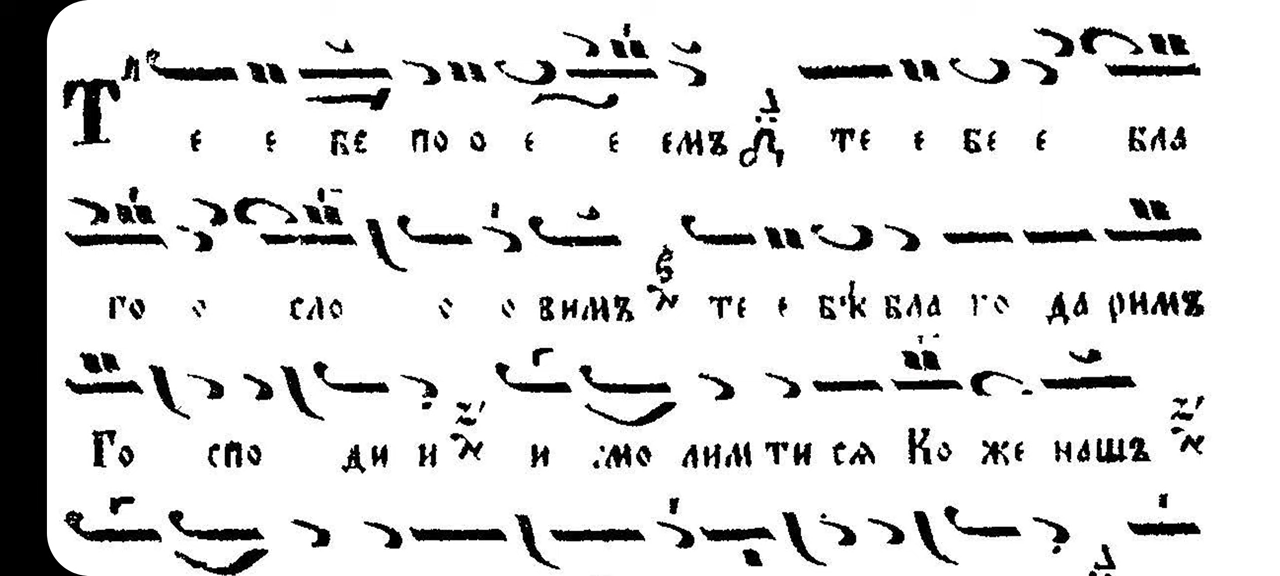 Т е е бе по о е е емъ те е бе е бла
го о сло о о вимъ те е бѣ бла го да римъ
Го спо ди и и мо лим ти ся Бо же нашъ